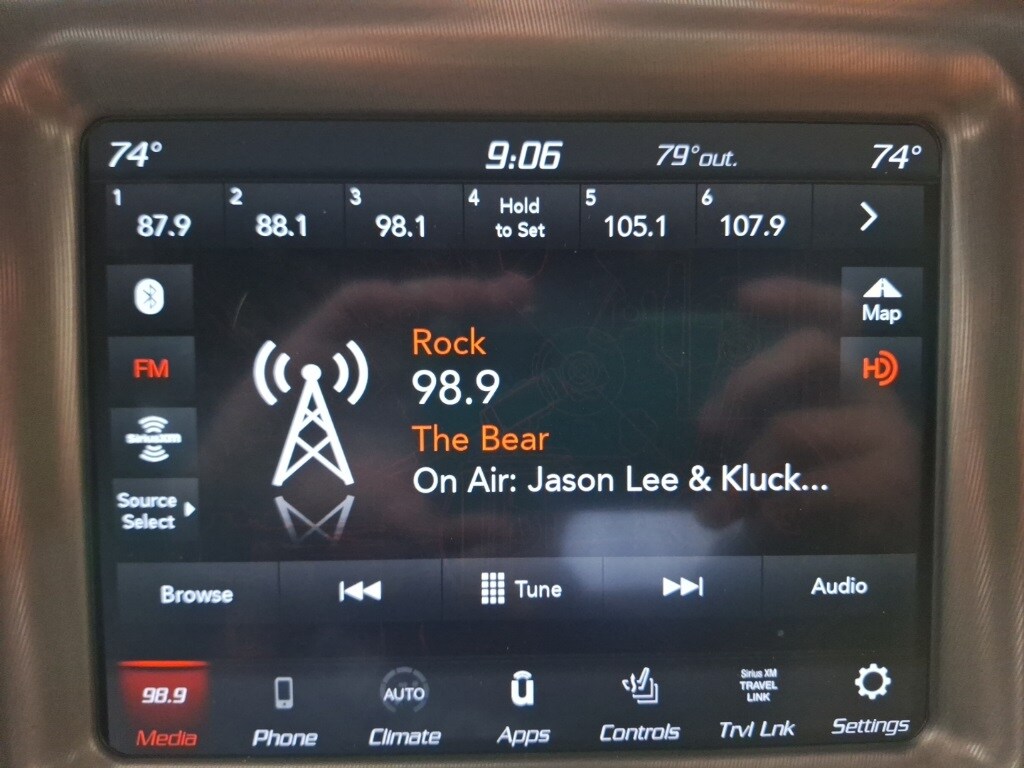 74° 9:06 79° out. 74°
1 87.9 2 88.1 3 98.1 4 Hold to Set 5 105.1 6 107.9
Map
FM
Rock
HD
98.9
SiriusXM
The Bear
On Air: Jason Lee & Kluck...
Source
Select
Browse Tune Audio
98.9 AUTO ū Sirius XM TRAVEL LINK
Media Phone Climate Apps Controls Trvl Lnk Settings